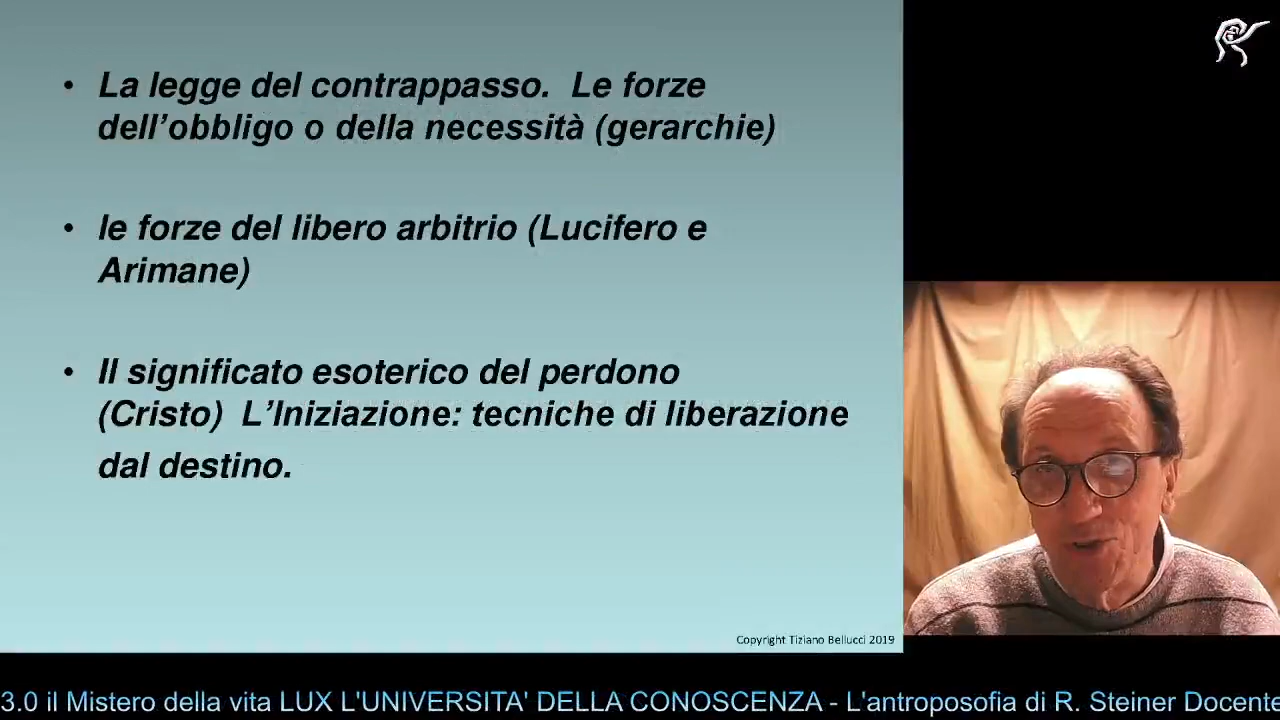 • La legge del contrappasso.  Le forze
dell’obbligo o della necessità (gerarchie)
• le forze del libero arbitrio (Lucifero e
Arimane)
• Il significato esoterico del perdono
(Cristo)  L’Iniziazione: tecniche di liberazione
dal destino.
Copyright Tiziano Bellucci 2019
3.0 il Mistero della vita LUX L'UNIVERSITA' DELLA CONOSCENZA - L'antroposofia di R. Steiner Docente